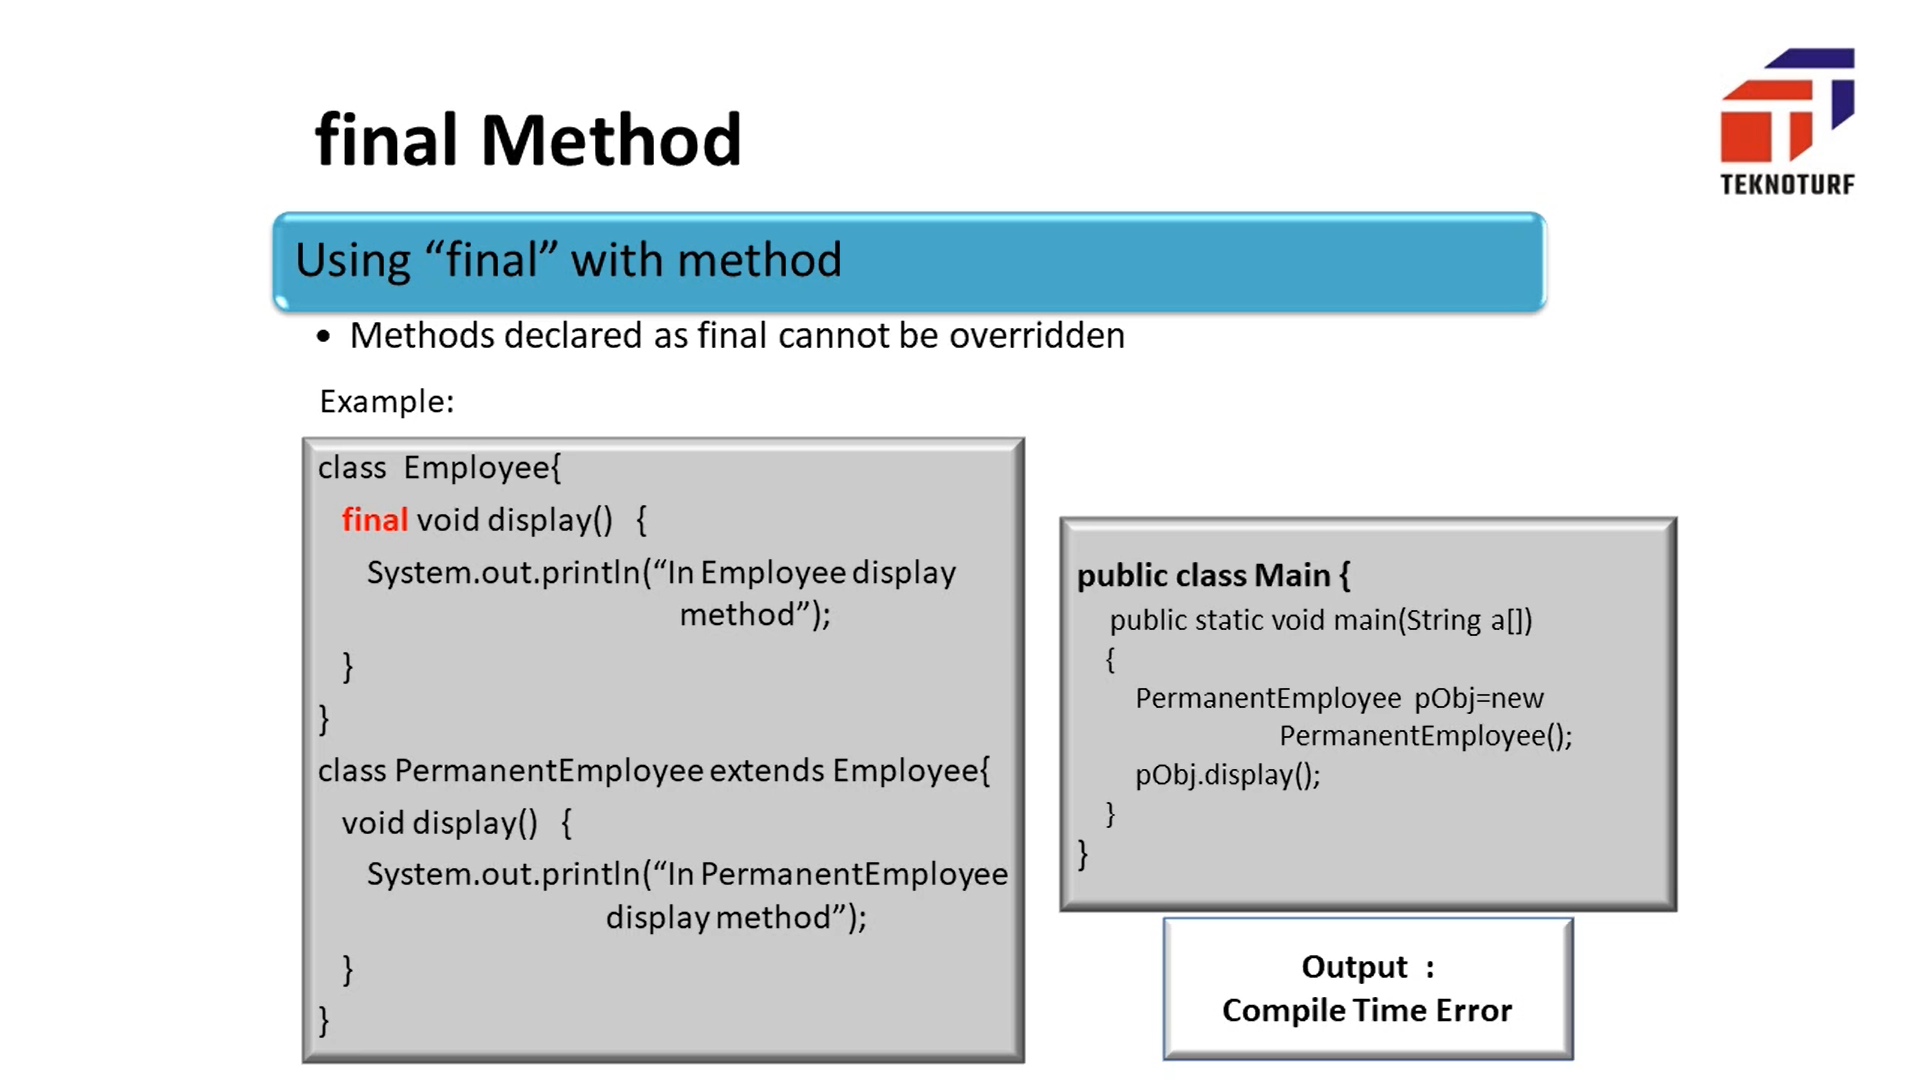 final Method
TEKNOTURF
Using “final” with method
• Methods declared as final cannot be overridden
Example:
class Employee{
final void display() {
System.out.println(“In Employee display
method”);
}
}
class PermanentEmployee extends Employee{
void display() {
System.out.println(“In PermanentEmployee
display method”);
}
}
public class Main {
public static void main(String a[])
{
PermanentEmployee pObj=new
PermanentEmployee();
pObj.display();
}
}
Output :
Compile Time Error